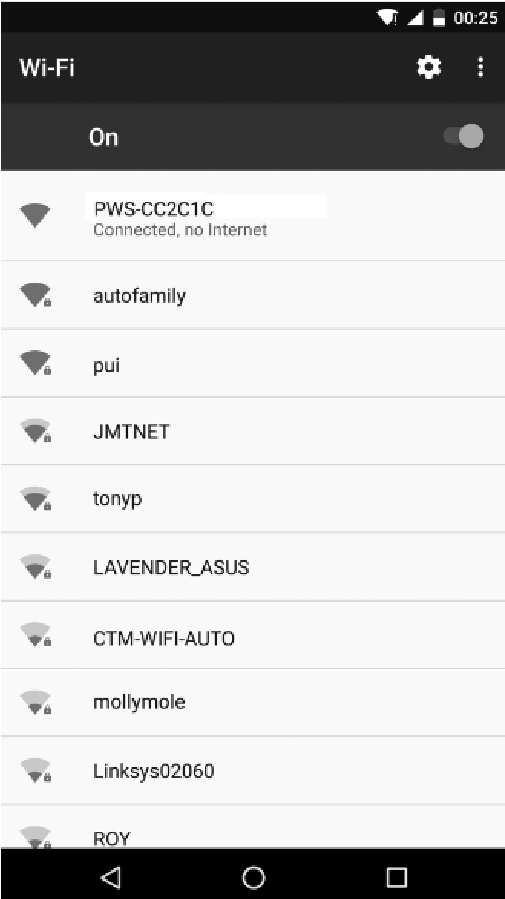 00:25
Wi-Fi
On
PWS-CC2C1C
Connected, no Internet
autofamily
pui
JMTNET
tonyp
LAVENDER_ASUS
CTM-WIFI-AUTO
mollymole
Linksys02060
ROY